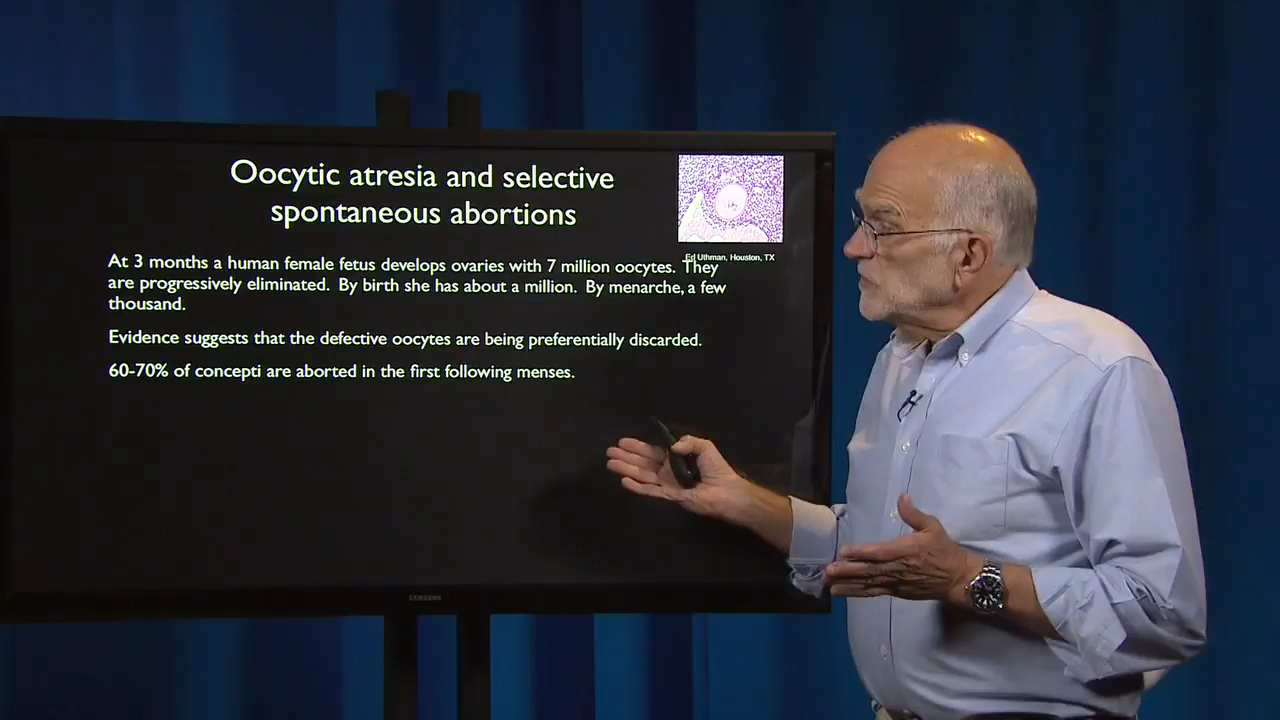 Oocytic atresia and selective
spontaneous abortions
Ed Uthman, Houston, TX
At 3 months a human female fetus develops ovaries with 7 million oocytes. They
are progressively eliminated. By birth she has about a million. By menarche, a few
thousand.
Evidence suggests that the defective oocytes are being preferentially discarded.
60-70% of concepti are aborted in the first following menses.
SAMSUNG